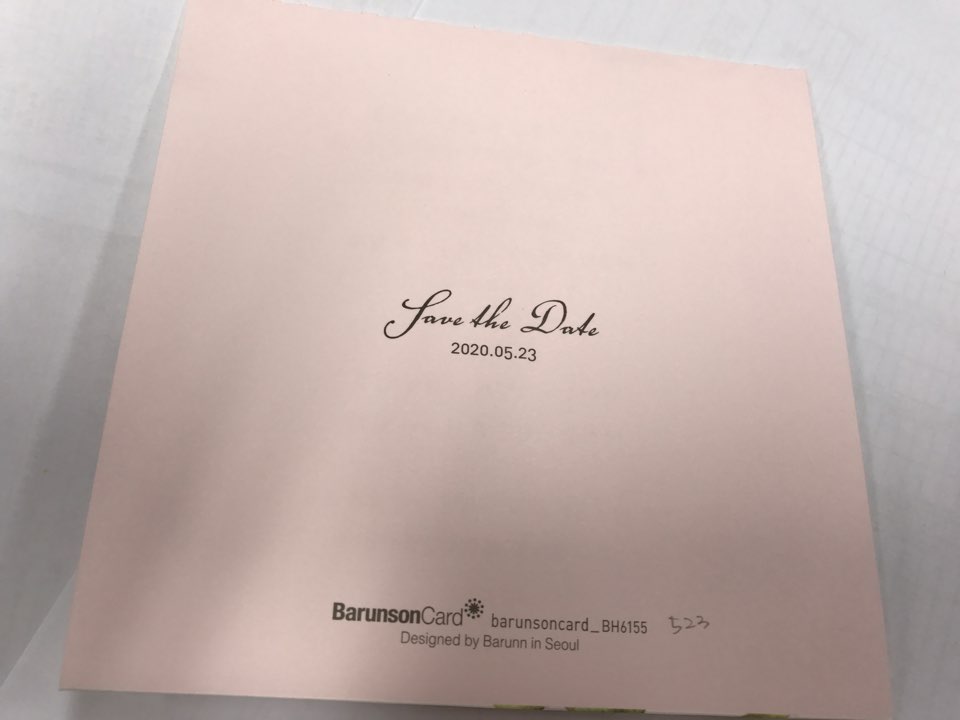 Save the Date
2020.05.23
BarunsonCard barunsoncard_BH6155 523
Designed by Barunn in Seoul